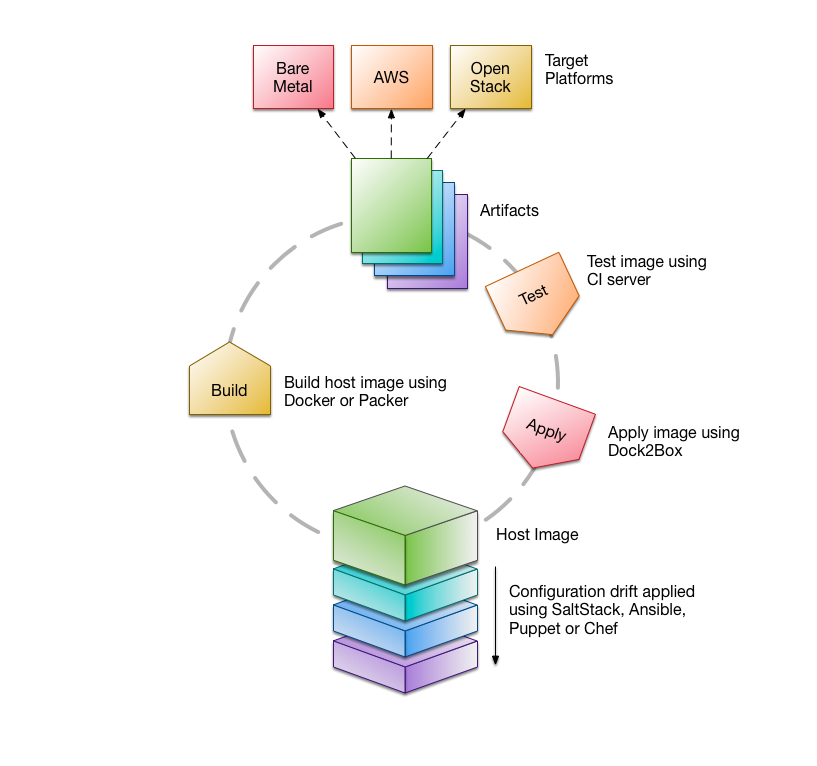 Bare
Metal
AWS
Open
Stack
Target
Platforms
Artifacts
Test image using
CI server
Test
Build
Build host image using
Docker or Packer
Apply
Apply image using
Dock2Box
Host Image
Configuration drift applied
using SaltStack, Ansible,
Puppet or Chef